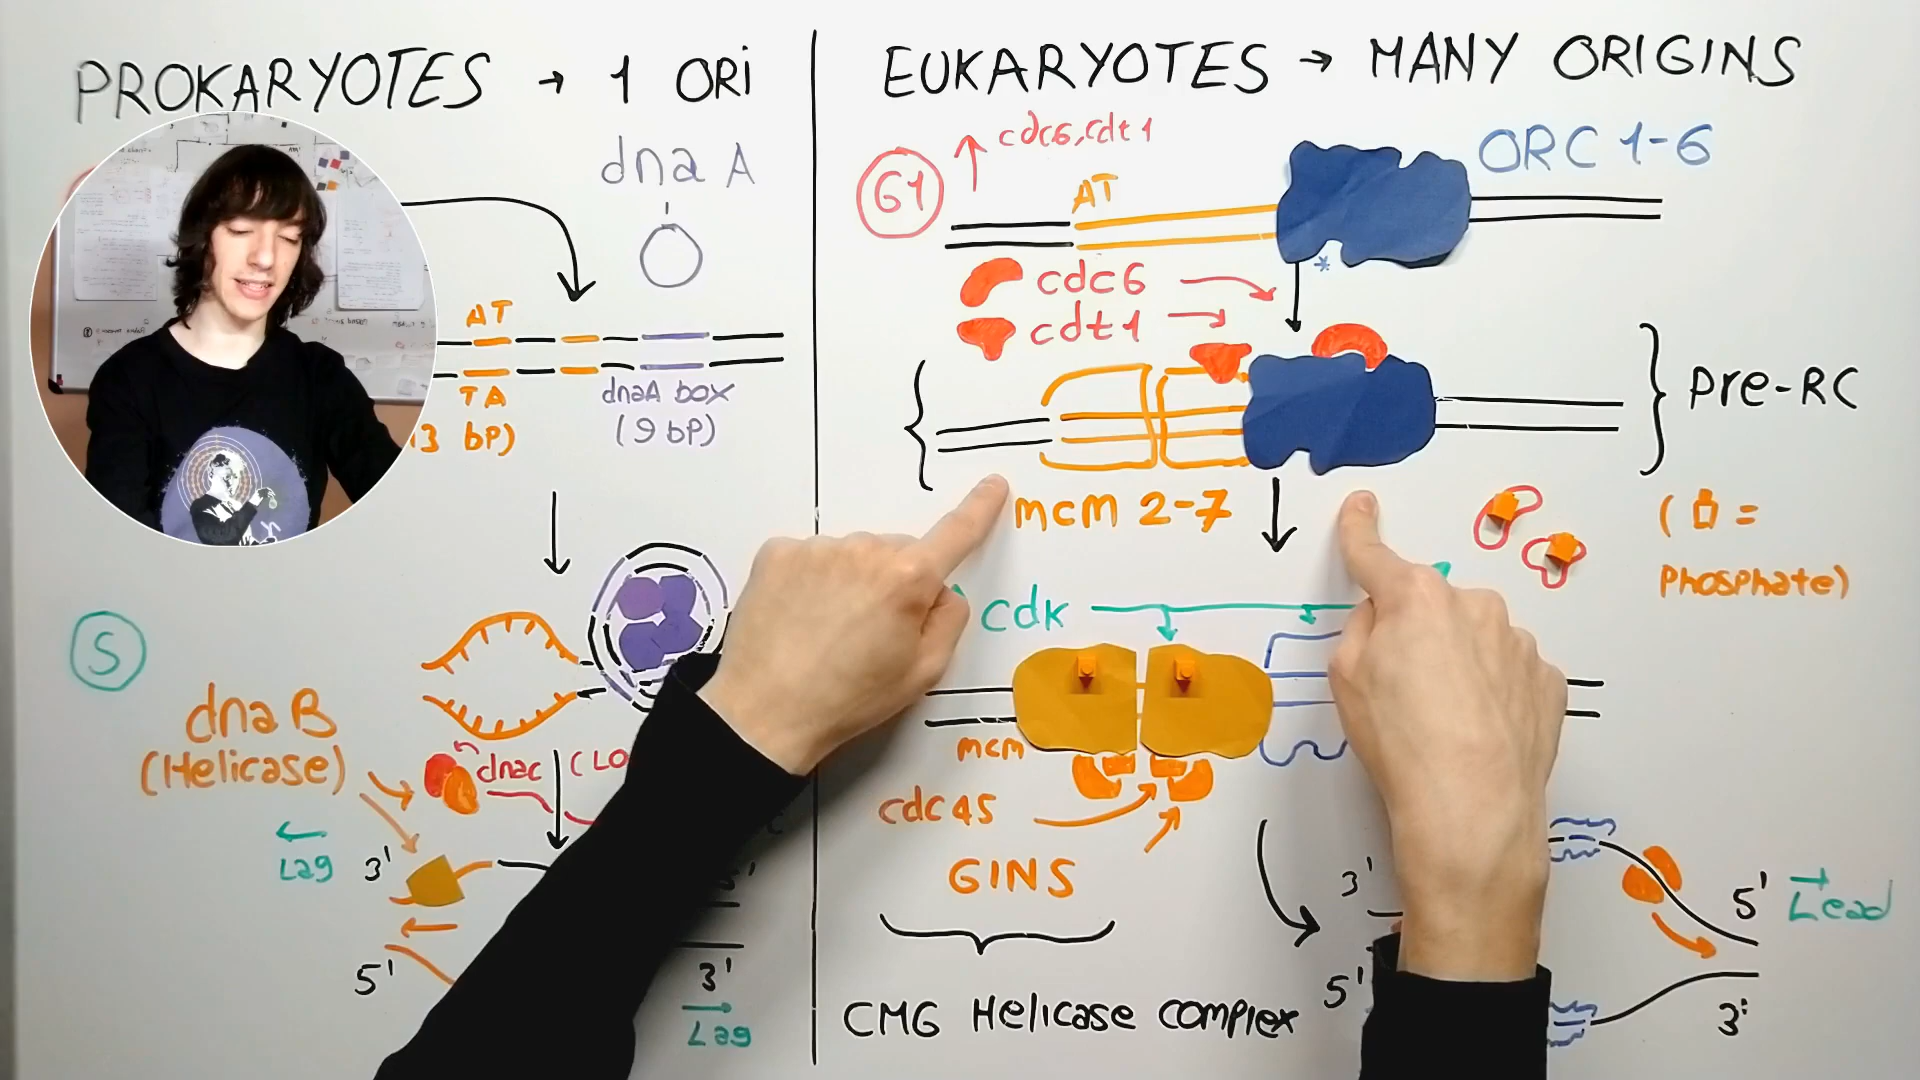 PROKARYOTES → 1 ORI
dna A
AT
TA
dnaA box
13 bp)
(9 bp)
S
dna B
(Helicase)
dnac
(LO
Lag
3'
5'
3'
Lag
EUKARYOTES → MANY ORIGINS
G1
↑ cdc6, cdt1
AT
ORC 1-6
*
cdc6
cdt1
Pre-RC
mcm 2-7
( =
Phosphate)
cdk
mcm
cdc45
GINS
CMG Helicase complex
3'
5'
5'
Lead
3'